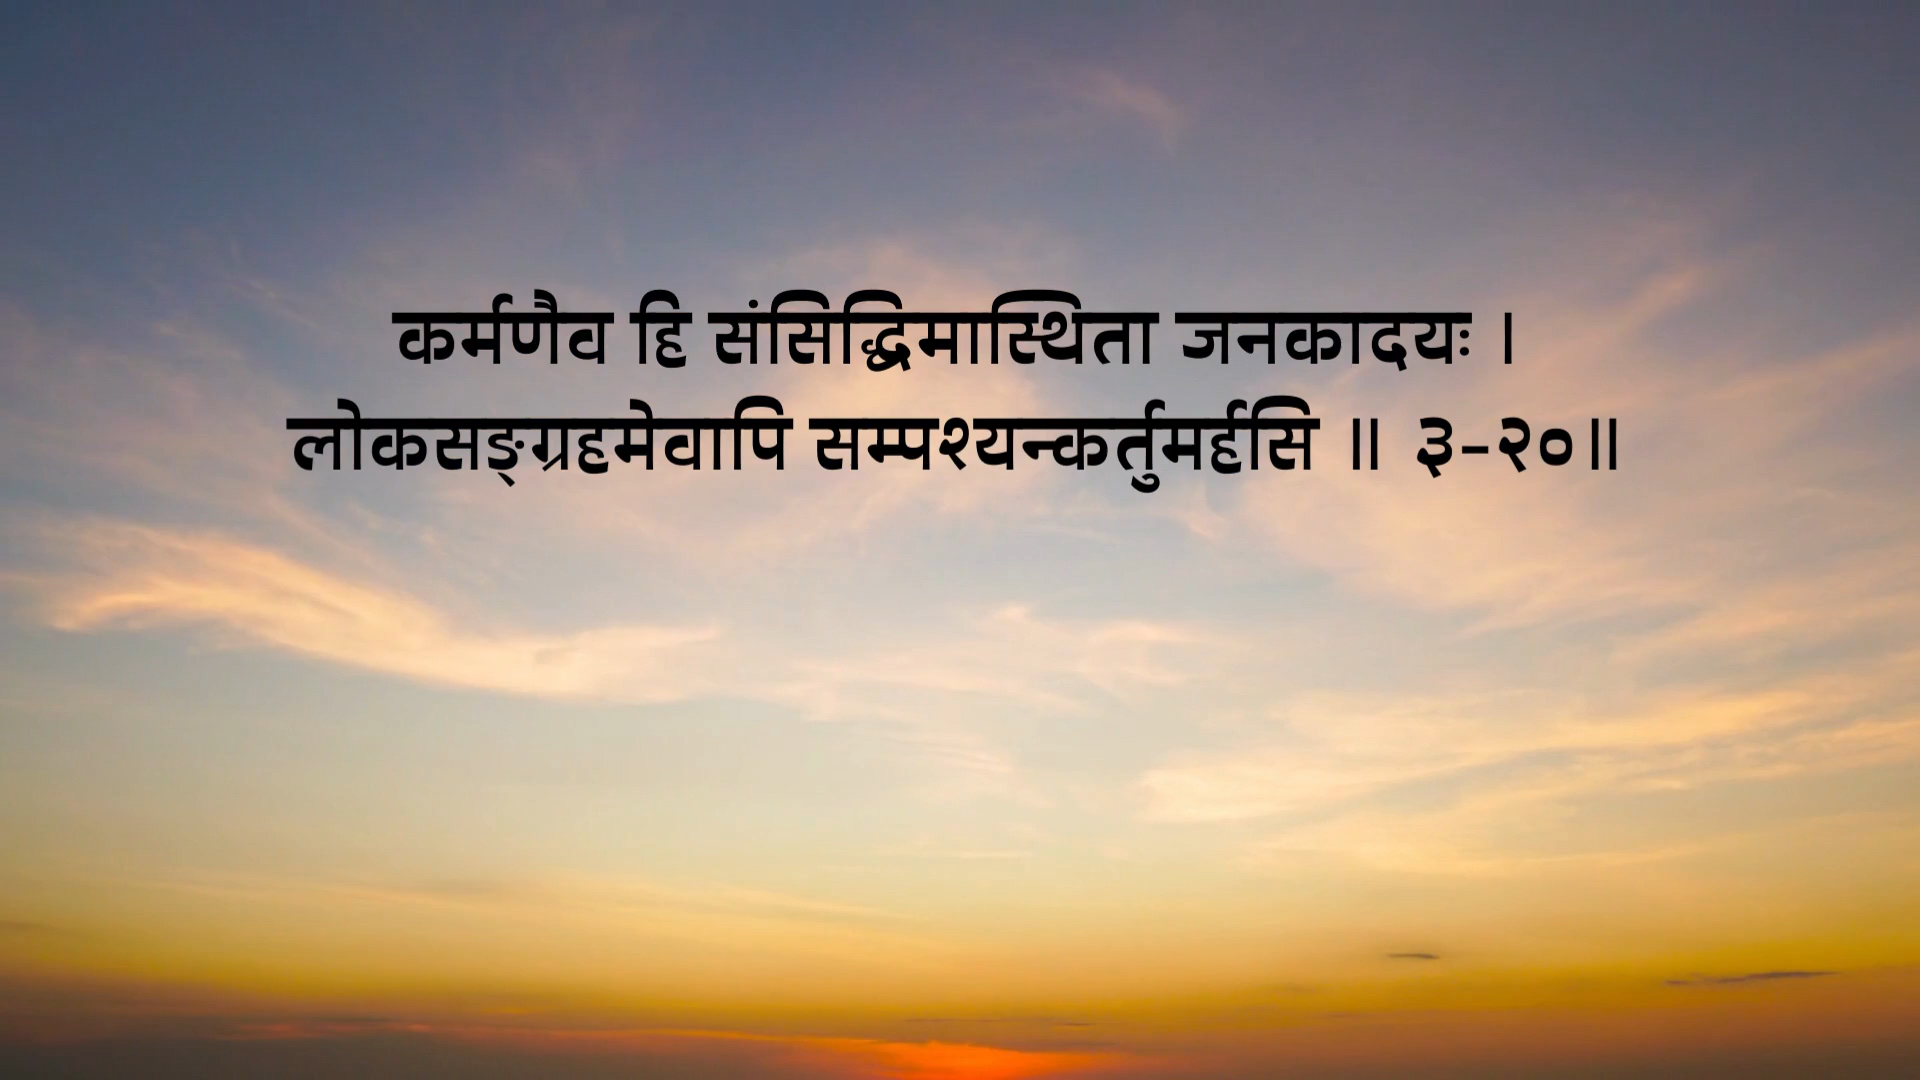 कर्मणैव हि संसिद्धिमास्थिता जनकादयः ।
लोकसङ्ग्रहमेवापि सम्पश्यन्कर्तुमर्हसि ॥ ३-२०॥